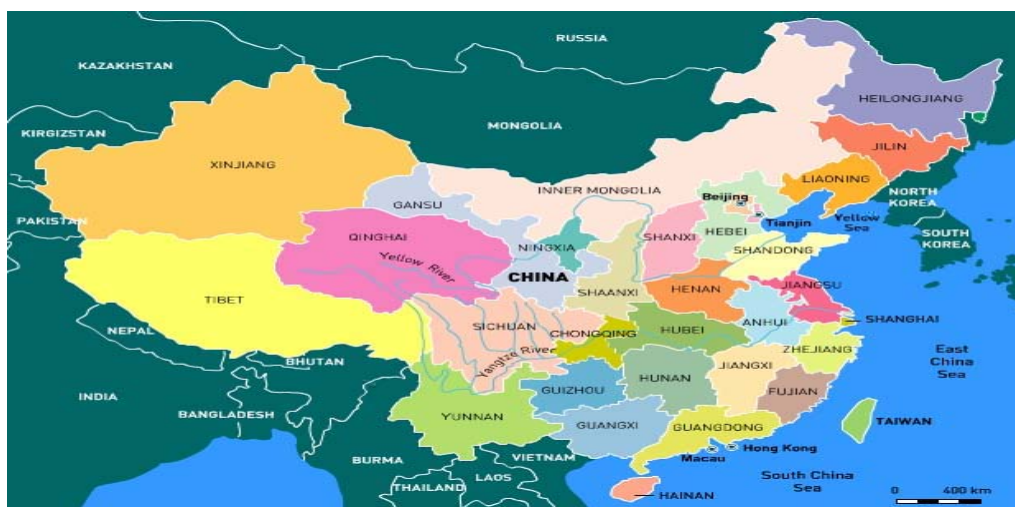 RUSSIA
KAZAKHSTAN
HEILONGJIANG
MONGOLIA
KIRGIZSTAN
JILIN
XINJIANG
LIAONING
INNER MONGOLIA
NORTH
KOREA
Beijing
GANSU
PAKISTAN
Tianjin
Yellow
Sea
HEBEI
SHANXI
QINGHAI
SOUTH
KOREA
NINGXIA
SHANDONG
Yellow River
CHINA
JIANGSU
HENAN
SHAANXI
TIBET
SHANGHAI
ANHUI
SICHUAN
CHONGQING
HUBEI
NEPAL
ZHEJIANG
East
China
Sea
Yangtze River
BHUTAN
JIANGXI
HUNAN
GUIZHOU
FUJIAN
INDIA
BANGLADESH
YUNNAN
GUANGXI
GUANGDONG
TAIWAN
Hong Kong
Macau
VIETNAM
BURMA
LAOS
South China
Sea
THAILAND
HAINAN
0 400 km